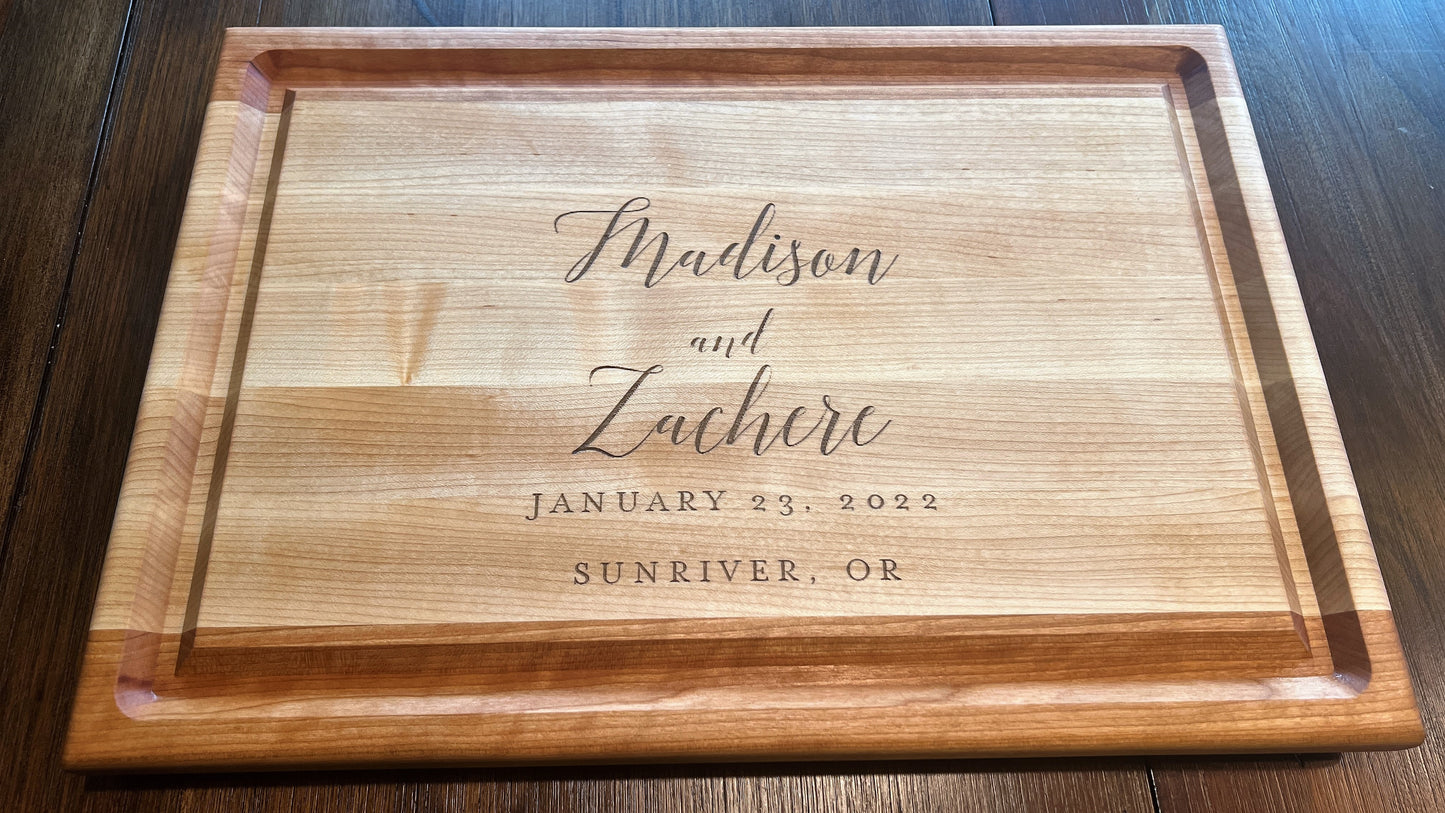 Madison
and
Zachere
JANUARY 23, 2022
SUNRIVER, OR